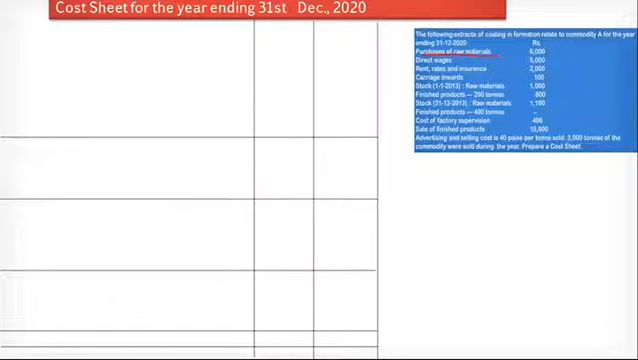 Cost Sheet for the year ending 31st Dec., 2020
The following extracts of costing in formation relate to commodity A for the year
ending 31-12-2020 Rs.
Purchases of raw materials 6,000
Direct wages 5,000
Rent, rates and insurance 2,000
Carriage inwards 100
Stock (1-1-2013) : Raw materials 1,000
Finished products — 200 tonnes 800
Stock (31-12-2013) : Raw materials 1,100
Finished products — 400 tonnes –
Cost of factory supervision 400
Sale of finished products 15,000
Advertising and selling cost is 40 paise per tonne sold. 3,000 tonnes of the
commodity were sold during the year. Prepare a Cost Sheet.